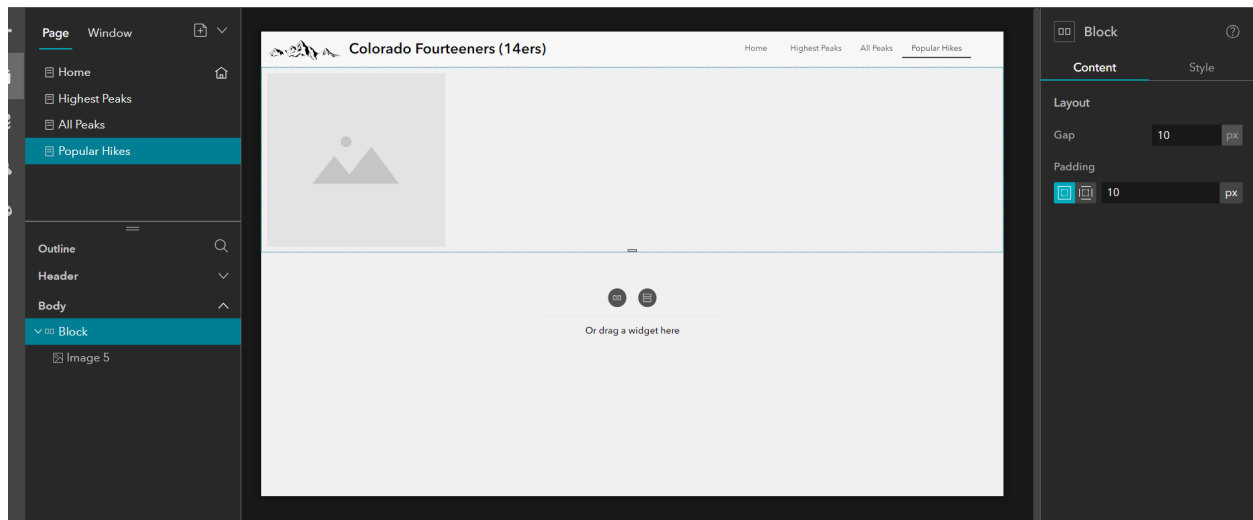 Page Window
Home
Highest Peaks
All Peaks
Popular Hikes
Outline
Header
Body
Block
Image 5
Colorado Fourteeners (14ers)
Home Highest Peaks All Peaks Popular Hikes
Or drag a widget here
Block
Content Style
Layout
Gap 10 px
Padding
10 px